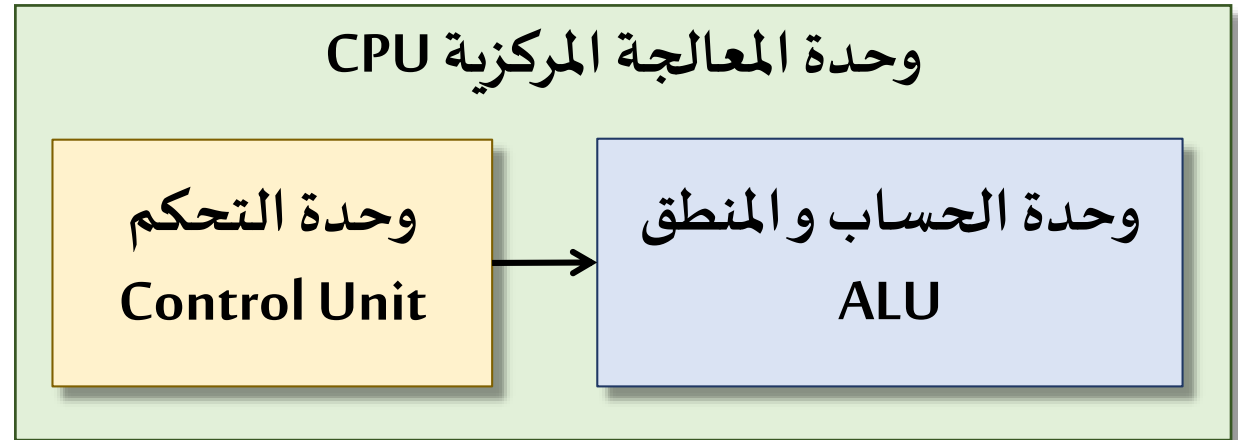 وحدة المعالجة المركزية CPU
وحدة الحساب و المنطق
ALU
وحدة التحكم
Control Unit